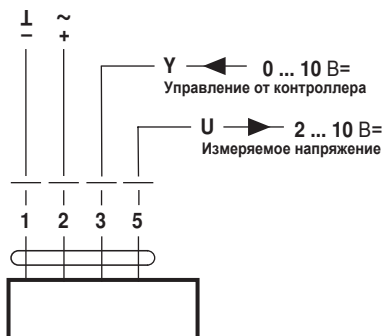 ⊥ ~
– +
Y 0 ... 10 В=
Управление от контроллера
U 2 ... 10 В=
Измеряемое напряжение
1 2 3 5